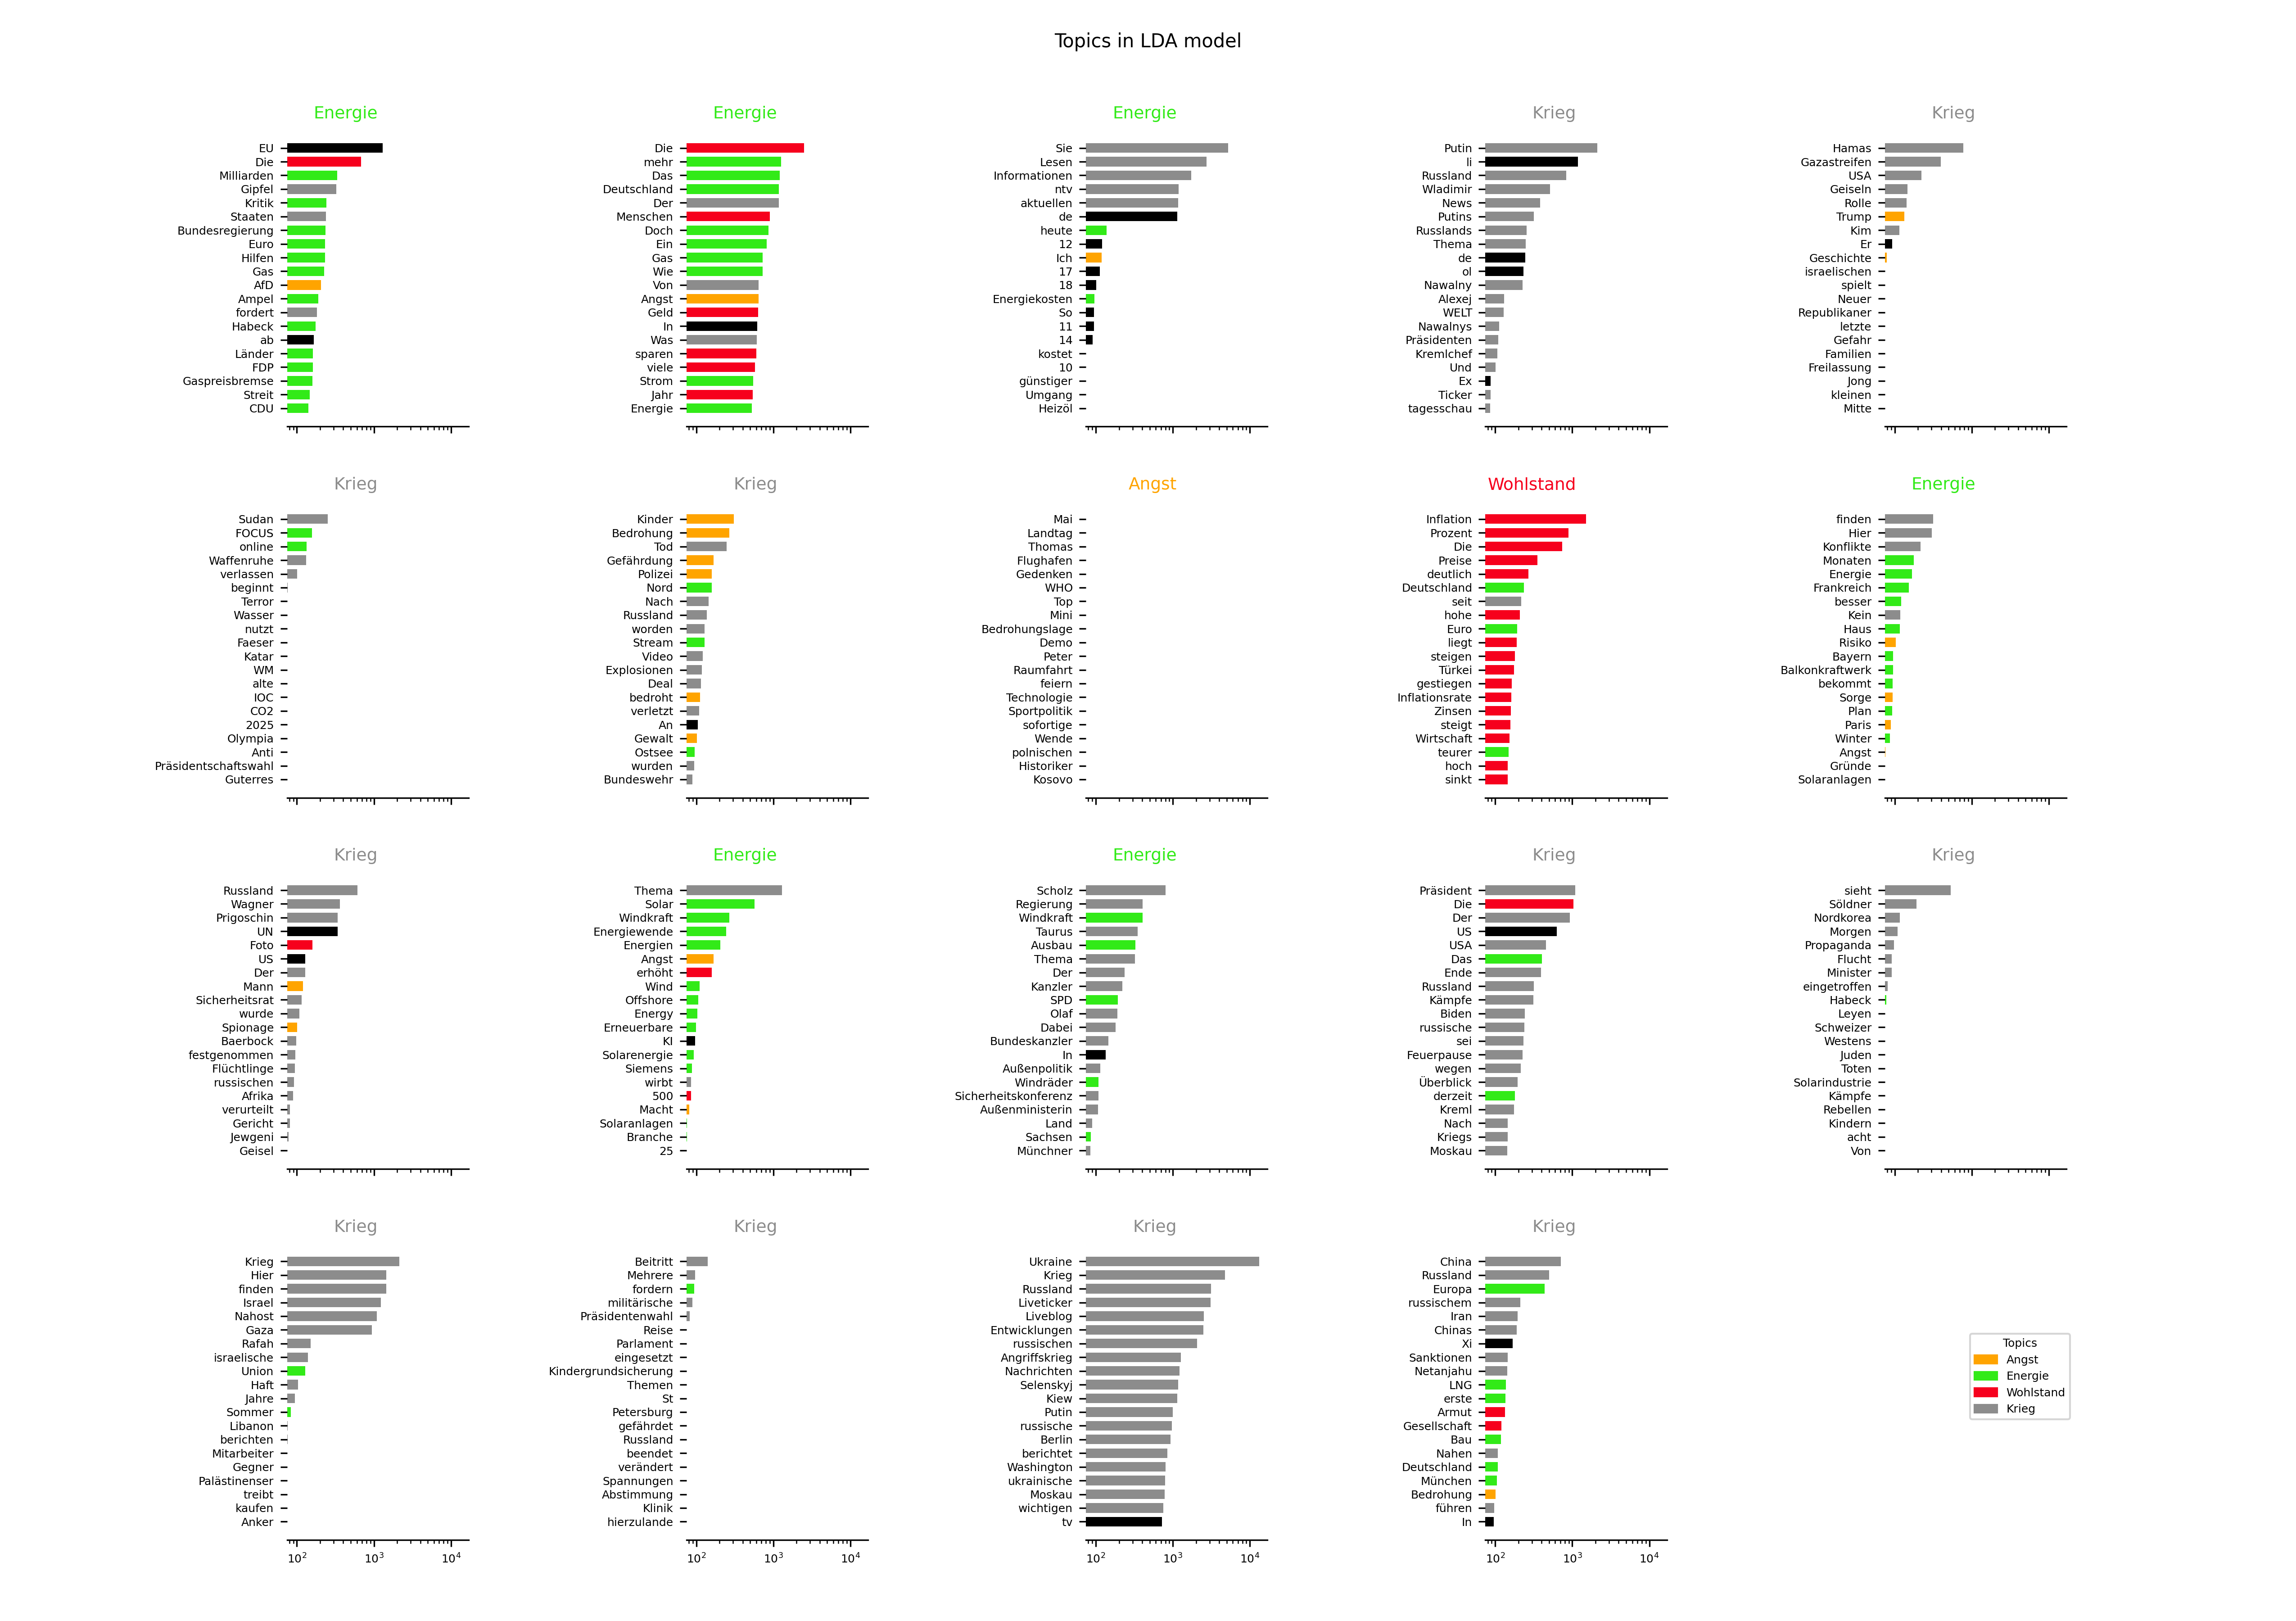 Topics in LDA model
Energie
EU
Die
Milliarden
Gipfel
Kritik
Staaten
Bundesregierung
Euro
Hilfen
Gas
AfD
Ampel
fordert
Habeck
ab
Länder
FDP
Gaspreisbremse
Streit
CDU
Energie
Die
mehr
Das
Deutschland
Der
Menschen
Doch
Ein
Gas
Wie
Von
Angst
Geld
In
Was
sparen
viele
Strom
Jahr
Energie
Energie
Sie
Lesen
Informationen
ntv
aktuellen
de
heute
12
Ich
17
18
Energiekosten
So
11
14
kostet
10
günstiger
Umgang
Heizöl
Krieg
Putin
li
Russland
Wladimir
News
Putins
Russlands
Thema
de
ol
Nawalny
Alexej
WELT
Nawalnys
Präsidenten
Kremlchef
Und
Ex
Ticker
tagesschau
Krieg
Hamas
Gazastreifen
USA
Geiseln
Rolle
Trump
Kim
Er
Geschichte
israelischen
spielt
Neuer
Republikaner
letzte
Gefahr
Familien
Freilassung
Jong
kleinen
Mitte
Krieg
Sudan
FOCUS
online
Waffenruhe
verlassen
beginnt
Terror
Wasser
nutzt
Faeser
Katar
WM
alte
IOC
CO2
2025
Olympia
Anti
Präsidentschaftswahl
Guterres
Krieg
Kinder
Bedrohung
Tod
Gefährdung
Polizei
Nord
Nach
Russland
worden
Stream
Video
Explosionen
Deal
bedroht
verletzt
An
Gewalt
Ostsee
wurden
Bundeswehr
Angst
Mai
Landtag
Thomas
Flughafen
Gedenken
WHO
Top
Mini
Bedrohungslage
Demo
Peter
Raumfahrt
feiern
Technologie
Sportpolitik
sofortige
Wende
polnischen
Historiker
Kosovo
Wohlstand
Inflation
Prozent
Die
Preise
deutlich
Deutschland
seit
hohe
Euro
liegt
steigen
Türkei
gestiegen
Inflationsrate
Zinsen
steigt
Wirtschaft
teurer
hoch
sinkt
Energie
finden
Hier
Konflikte
Monaten
Energie
Frankreich
besser
Kein
Haus
Risiko
Bayern
Balkonkraftwerk
bekommt
Sorge
Plan
Paris
Winter
Angst
Gründe
Solaranlagen
Krieg
Russland
Wagner
Prigoschin
UN
Foto
US
Der
Mann
Sicherheitsrat
wurde
Spionage
Baerbock
festgenommen
Flüchtlinge
russischen
Afrika
verurteilt
Gericht
Jewgeni
Geisel
Energie
Thema
Solar
Windkraft
Energiewende
Energien
Angst
erhöht
Wind
Offshore
Energy
Erneuerbare
KI
Solarenergie
Siemens
wirbt
500
Macht
Solaranlagen
Branche
25
Energie
Scholz
Regierung
Windkraft
Taurus
Ausbau
Thema
Der
Kanzler
SPD
Olaf
Dabei
Bundeskanzler
In
Außenpolitik
Windräder
Sicherheitskonferenz
Außenministerin
Land
Sachsen
Münchner
Krieg
Präsident
Die
Der
US
USA
Das
Ende
Russland
Kämpfe
Biden
russische
sei
Feuerpause
wegen
Überblick
derzeit
Kreml
Nach
Kriegs
Moskau
Krieg
sieht
Söldner
Nordkorea
Morgen
Propaganda
Flucht
Minister
eingetroffen
Habeck
Leyen
Schweizer
Westens
Juden
Toten
Solarindustrie
Kämpfe
Rebellen
Kindern
acht
Von
Krieg
Krieg
Hier
finden
Israel
Nahost
Gaza
Rafah
israelische
Union
Haft
Jahre
Sommer
Libanon
berichten
Mitarbeiter
Gegner
Palästinenser
treibt
kaufen
Anker
10² 10³ 10⁴
Krieg
Beitritt
Mehrere
fordern
militärische
Präsidentenwahl
Reise
Parlament
eingesetzt
Kindergrundsicherung
Themen
St
Petersburg
gefährdet
Russland
beendet
verändert
Spannungen
Abstimmung
Klinik
hierzulande
10² 10³ 10⁴
Krieg
Ukraine
Krieg
Russland
Liveticker
Liveblog
Entwicklungen
russischen
Angriffskrieg
Nachrichten
Selenskyj
Kiew
Putin
russische
Berlin
berichtet
Washington
ukrainische
Moskau
wichtigen
tv
10² 10³ 10⁴
Krieg
China
Russland
Europa
russischem
Iran
Chinas
Xi
Sanktionen
Netanjahu
LNG
erste
Armut
Gesellschaft
Bau
Nahen
Deutschland
München
Bedrohung
führen
In
10² 10³ 10⁴
Topics
Angst
Energie
Wohlstand
Krieg